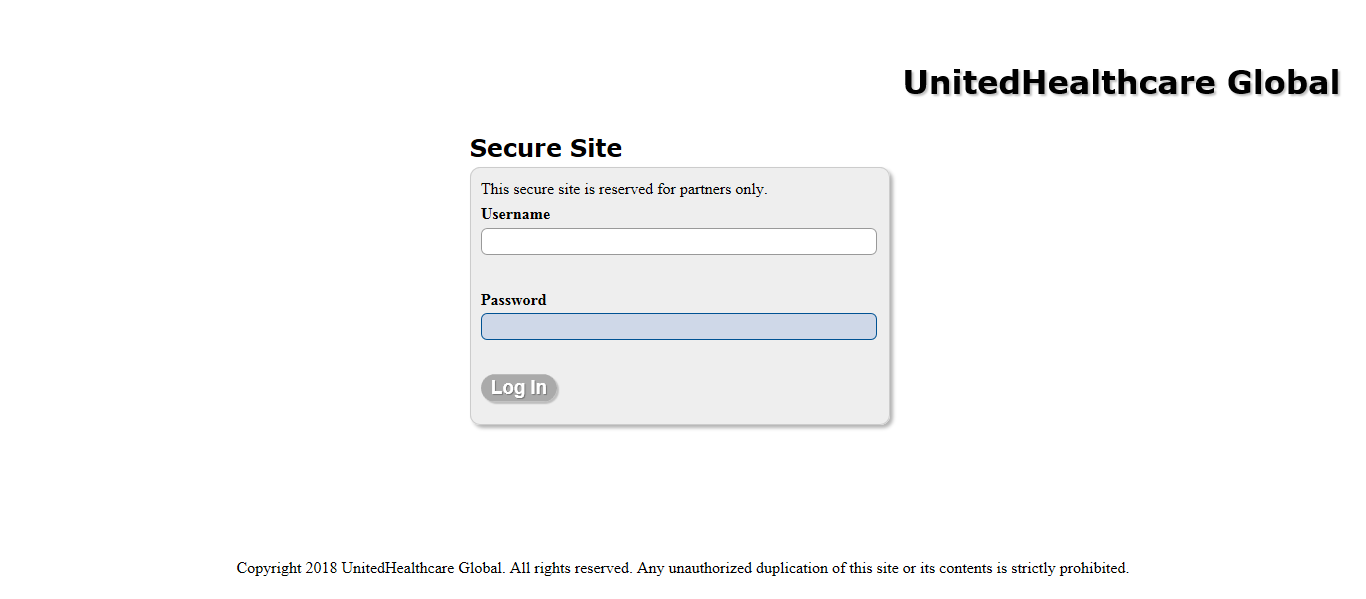 UnitedHealthcare Global
Secure Site
This secure site is reserved for partners only.
Username
Password
Log In
Copyright 2018 UnitedHealthcare Global. All rights reserved. Any unauthorized duplication of this site or its contents is strictly prohibited.